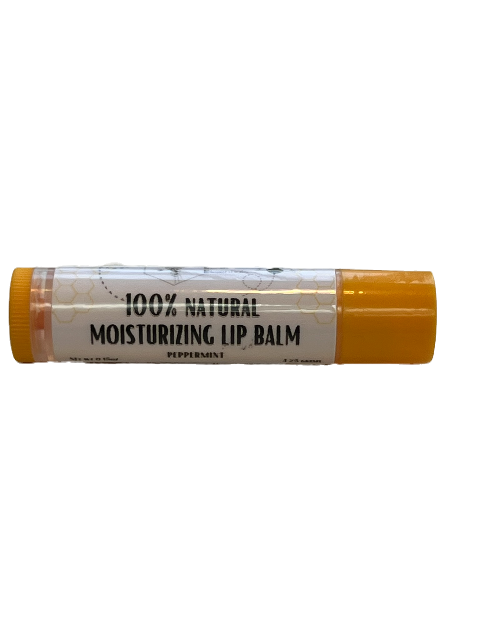 100% NATURAL
MOISTURIZING LIP BALM
PEPPERMINT